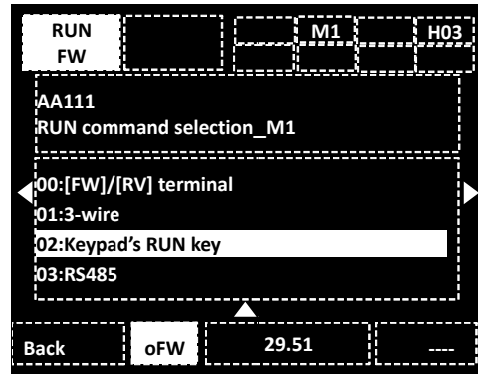 RUN
FW
M1
H03
AA111
RUN command selection_M1
00:[FW]/[RV] terminal
01:3-wire
02:Keypad’s RUN key
03:RS485
Back
oFW
29.51
----